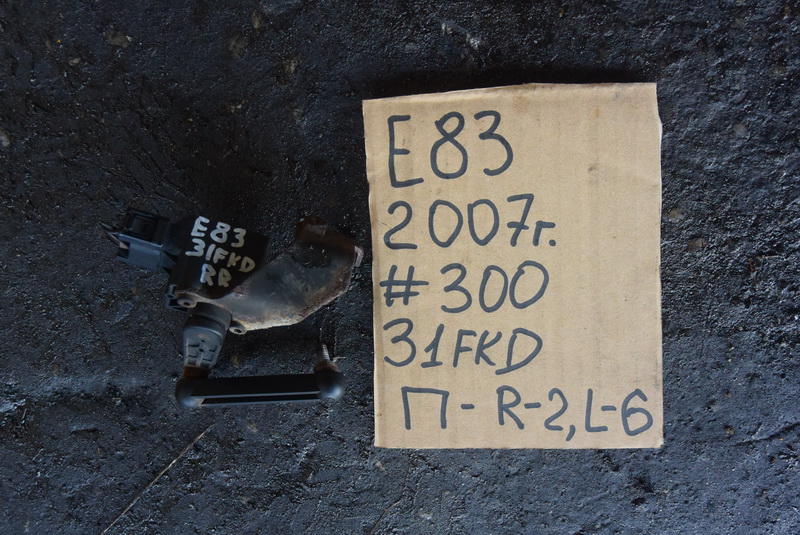 E83
31FKD
RR
E83
2007г.
#300
31FKD
П-R-2,L-6